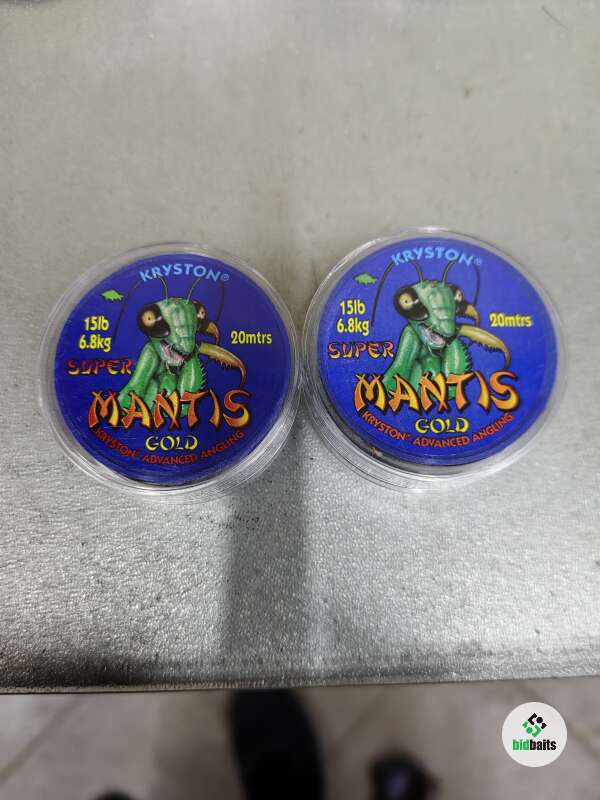 KRYSTON®
15lb
6.8kg
20mtrs
SUPER
MANTIS
GOLD
KRYSTON® ADVANCED ANGLING
KRYSTON®
15lb
6.8kg
20mtrs
SUPER
MANTIS
GOLD
KRYSTON® ADVANCED ANGLING
bidbaits